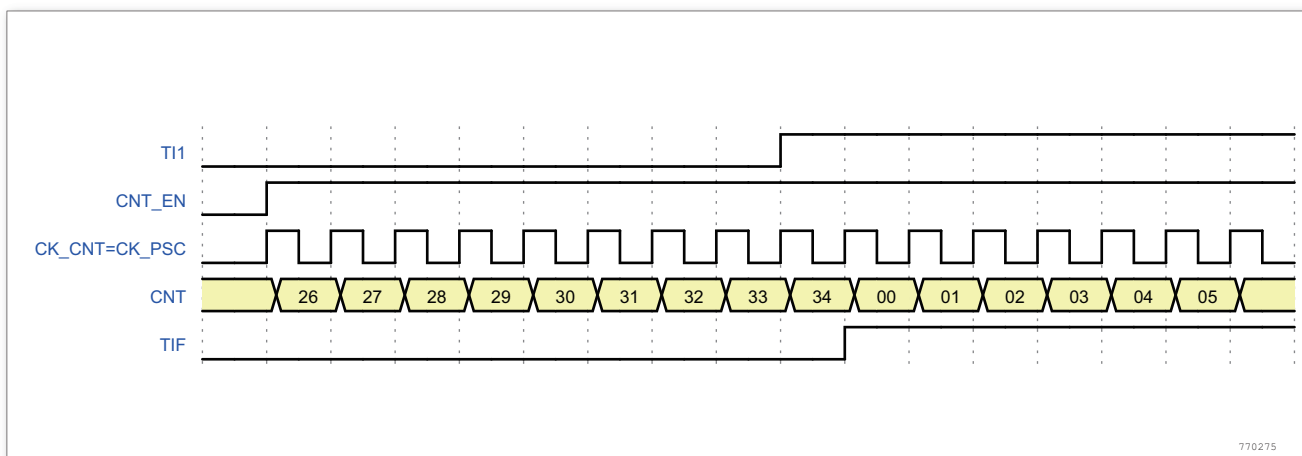 TI1
CNT_EN
CK_CNT=CK_PSC
CNT 26 27 28 29 30 31 32 33 34 00 01 02 03 04 05
TIF
770275